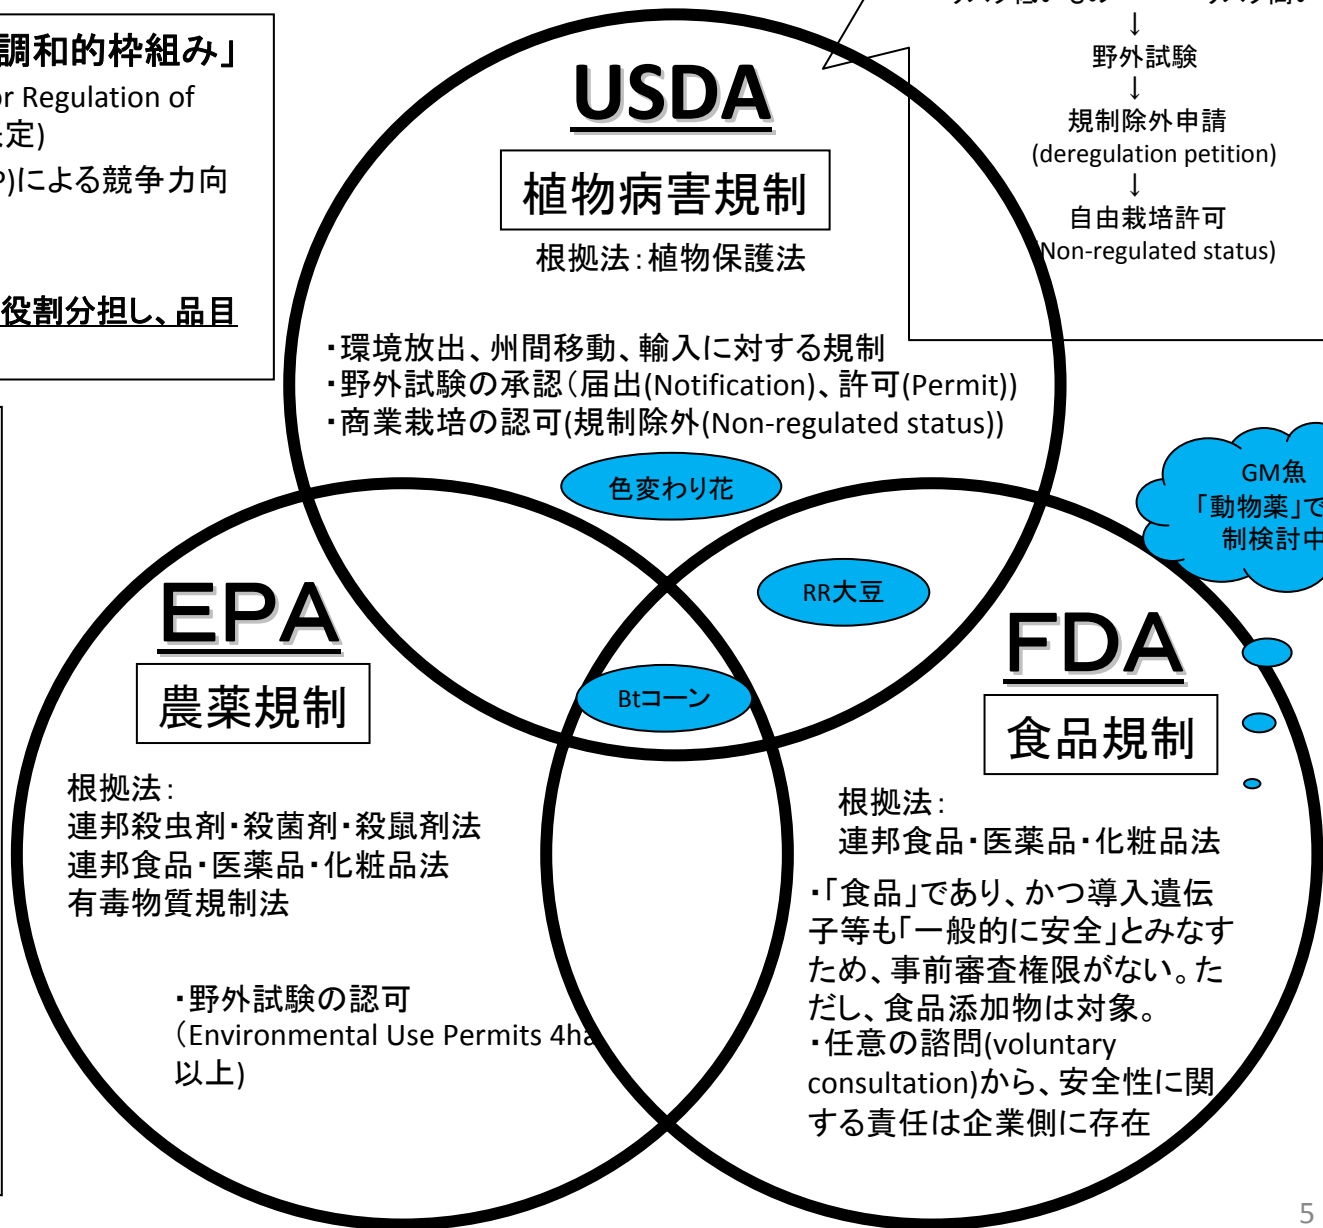 調和的枠組み」
or Regulation of
定)
P)による競争力向
役割分担し、品目
↓
野外試験
↓
規制除外申請
(deregulation petition)
↓
自由栽培許可
(Non-regulated status)
USDA
植物病害規制
根拠法：植物保護法
・環境放出、州間移動、輸入に対する規制
・野外試験の承認（届出(Notification)、許可(Permit))
・商業栽培の認可(規制除外(Non-regulated status))
色変わり花
GM魚
「動物薬」で
制検討中
RR大豆
Btコーン
EPA
農薬規制
根拠法：
連邦殺虫剤・殺菌剤・殺鼠剤法
連邦食品・医薬品・化粧品法
有毒物質規制法
・野外試験の認可
（Environmental Use Permits 4ha
以上)
FDA
食品規制
根拠法：
連邦食品・医薬品・化粧品法
・「食品」であり、かつ導入遺伝
子等も「一般的に安全」とみなす
ため、事前審査権限がない。た
だし、食品添加物は対象。
・任意の諮問(voluntary
consultation)から、安全性に関
する責任は企業側に存在
5